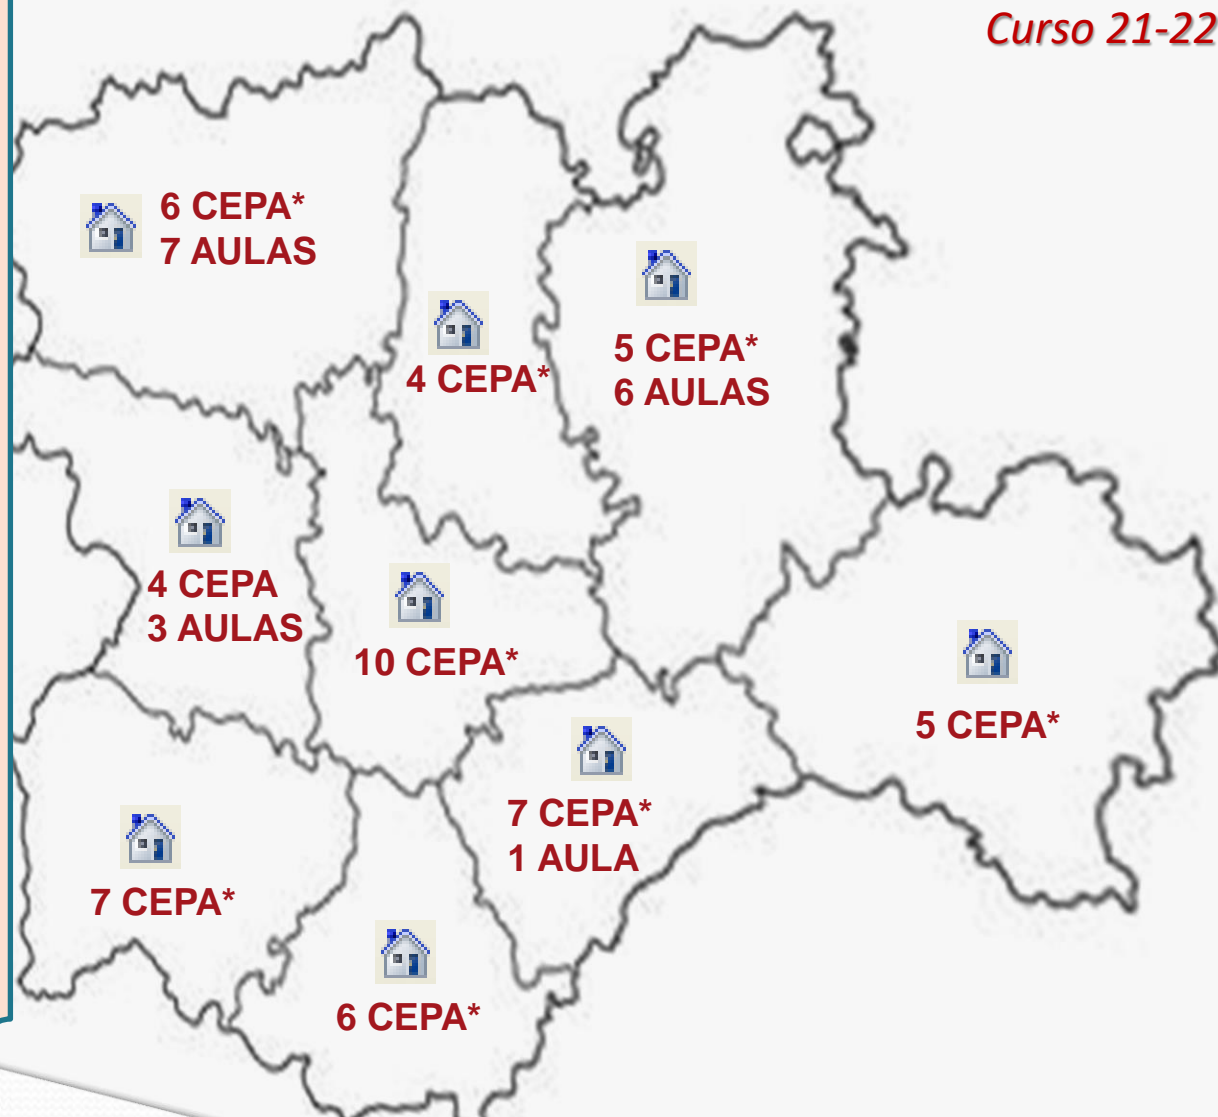 Curso 21-22
6 CEPA*
7 AULAS
4 CEPA*
5 CEPA*
6 AULAS
4 CEPA
3 AULAS
10 CEPA*
5 CEPA*
7 CEPA*
1 AULA
7 CEPA*
6 CEPA*